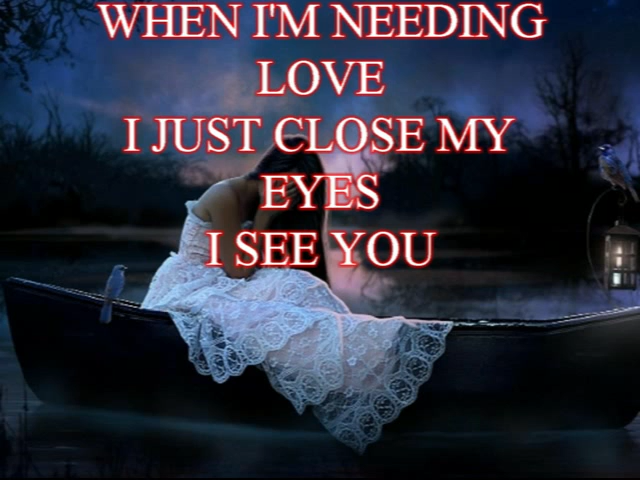 WHEN I'M NEEDING
LOVE
I JUST CLOSE MY
EYES
I SEE YOU